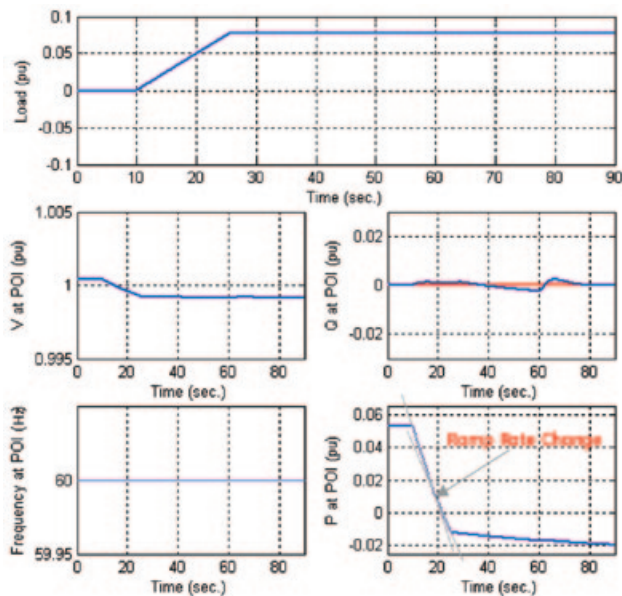 0.1
0.05
0
-0.05
-0.1
Load (pu)
0 10 20 30 40 50 60 70 80 90
Time (sec.)
1.005
1
0.995
V at POI (pu)
0 20 40 60 80
Time (sec.)
0.02
0
-0.02
Q at POI (pu)
0 20 40 60 80
Time (sec.)
60
59.95
Frequency at POI (Hz)
0 20 40 60 80
Time (sec.)
0.06
0.04
0.02
0
-0.02
P at POI (pu)
Ramp Rate Change
0 20 40 60 80
Time (sec.)